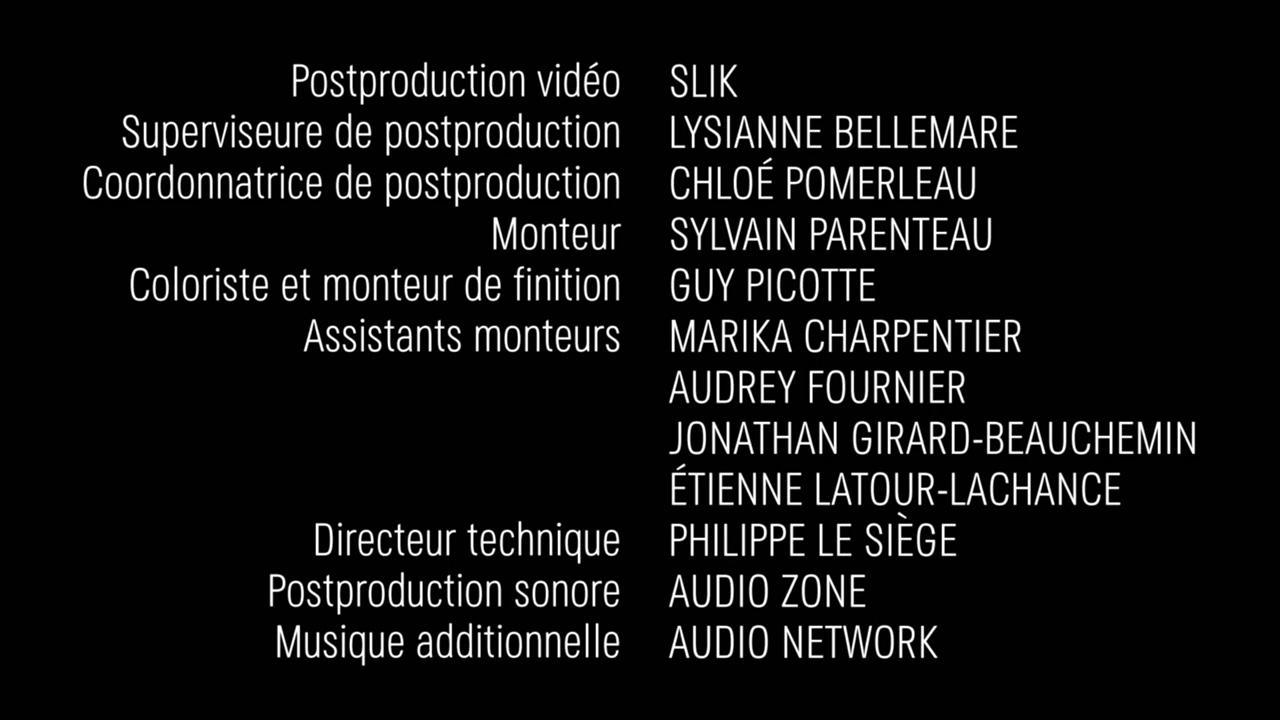 Postproduction vidéo SLIK
Superviseure de postproduction LYSIANNE BELLEMARE
Coordonnatrice de postproduction CHLOÉ POMERLEAU
Monteur SYLVAIN PARENTEAU
Coloriste et monteur de finition GUY PICOTTE
Assistants monteurs MARIKA CHARPENTIER
AUDREY FOURNIER
JONATHAN GIRARD-BEAUCHEMIN
ÉTIENNE LATOUR-LACHANCE
Directeur technique PHILIPPE LE SIÈGE
Postproduction sonore AUDIO ZONE
Musique additionnelle AUDIO NETWORK